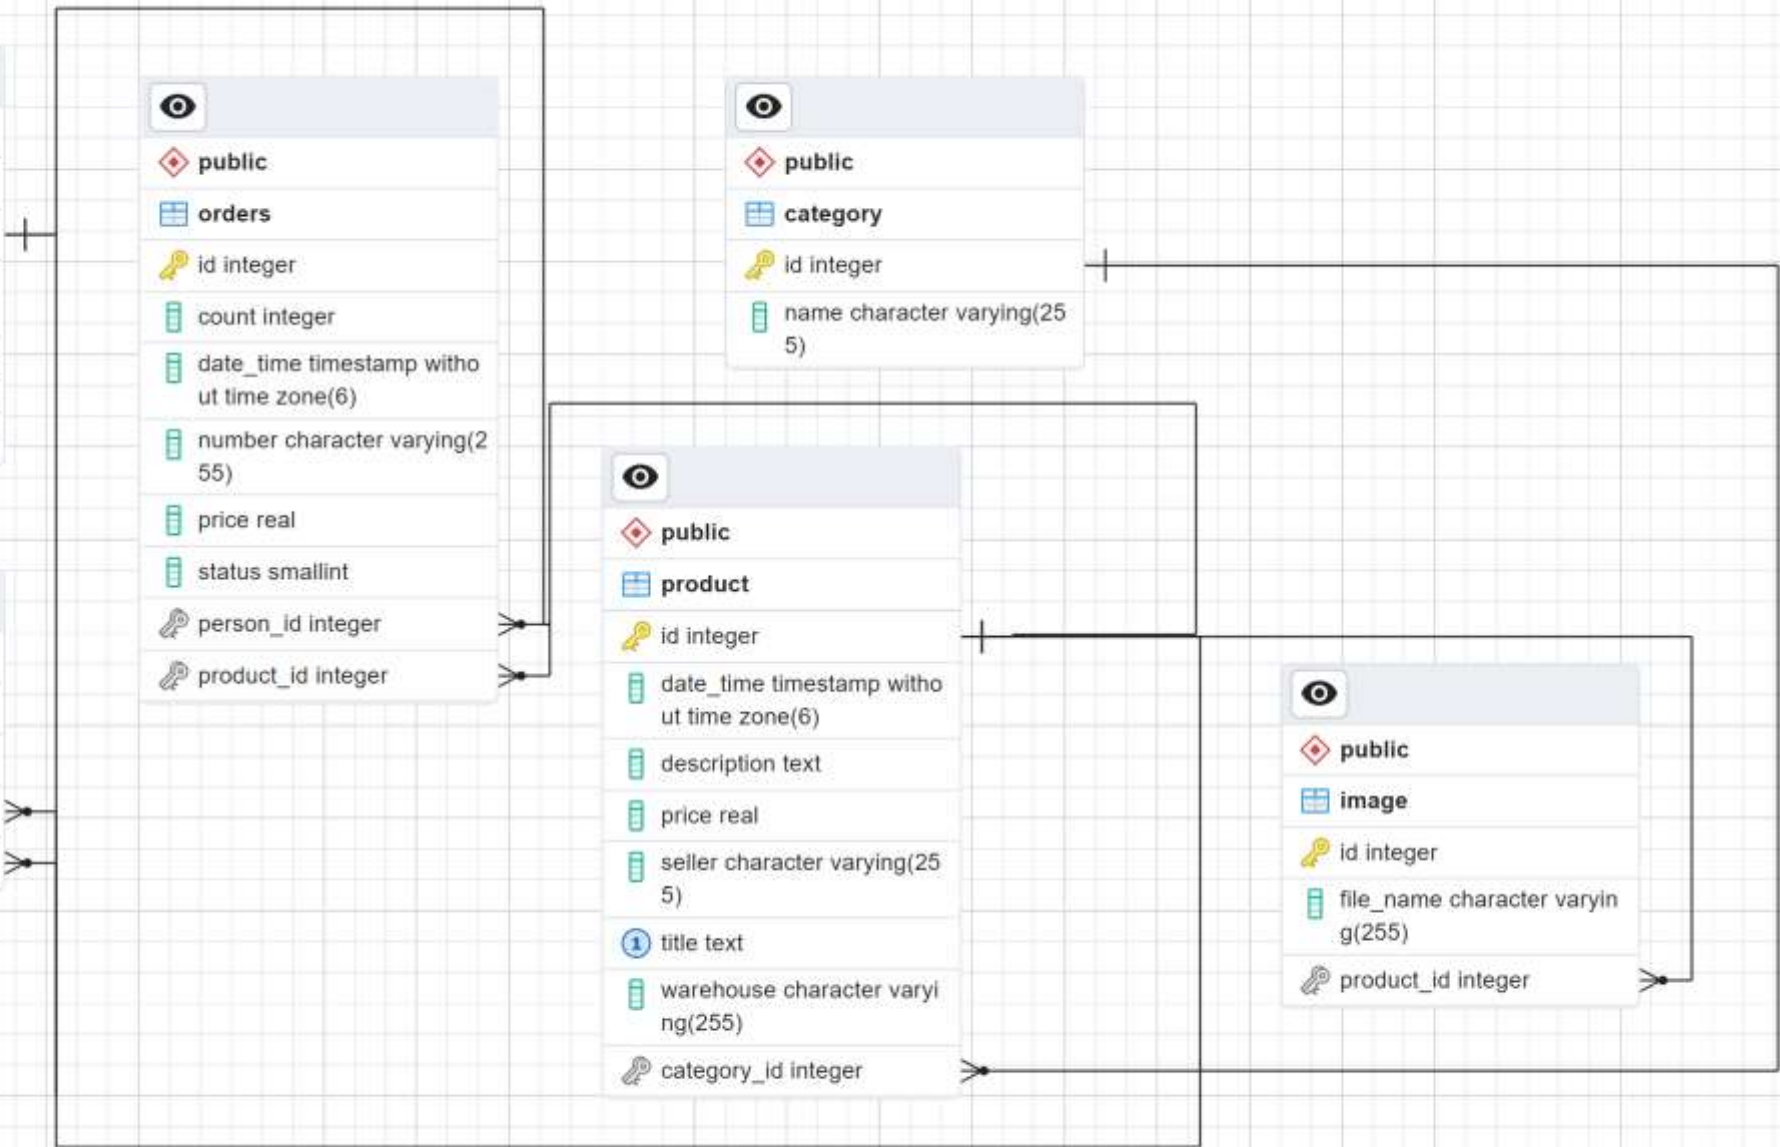 public
orders
id integer
count integer
date_time timestamp witho
ut time zone(6)
number character varying(2
55)
price real
status smallint
person_id integer
product_id integer
public
category
id integer
name character varying(25
5)
public
product
id integer
date_time timestamp witho
ut time zone(6)
description text
price real
seller character varying(25
5)
1 title text
warehouse character varyi
ng(255)
category_id integer
public
image
id integer
file_name character varyin
g(255)
product_id integer